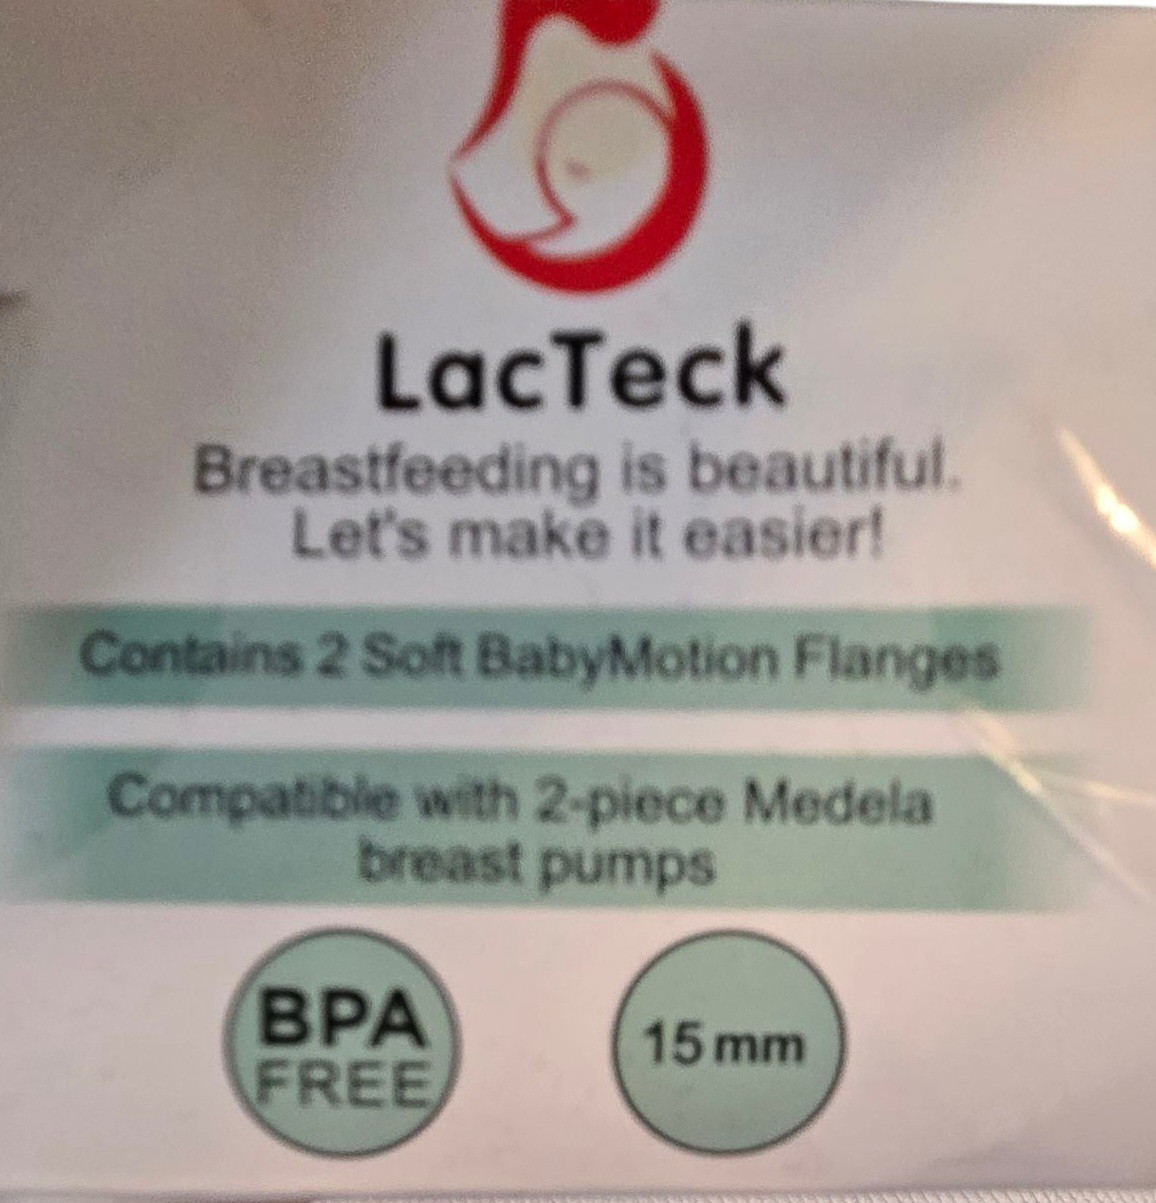 LacTeck
Breastfeeding is beautiful.
Let's make it easier!
Contains 2 Soft BabyMotion Flanges
Compatible with 2-piece Medela
breast pumps
BPA
FREE
15 mm